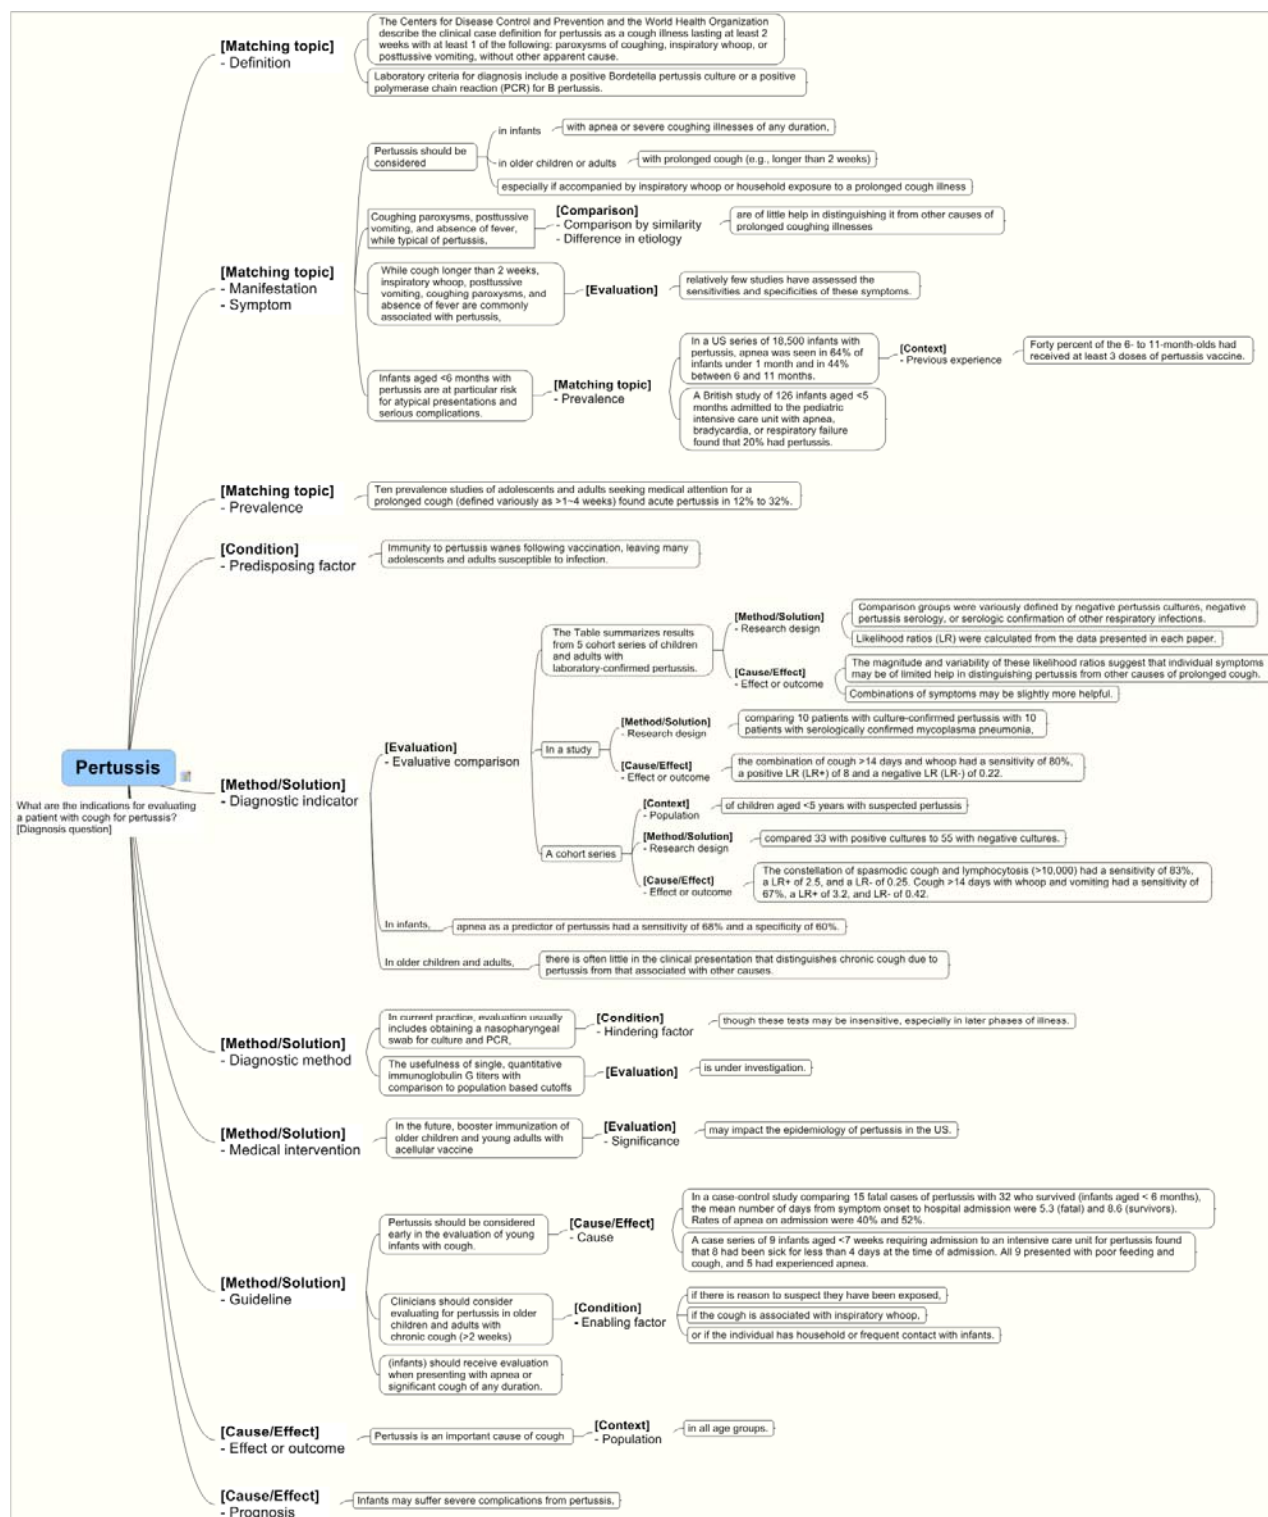 [Matching topic]
- Definition
The Centers for Disease Control and Prevention and the World Health Organization
describe the clinical case definition for pertussis as a cough illness lasting at least 2
weeks with at least 1 of the following: paroxysms of coughing, inspiratory whoop, or
posttussive vomiting, without other apparent cause.
Laboratory criteria for diagnosis include a positive Bordetella pertussis culture or a positive
polymerase chain reaction (PCR) for B pertussis.
[Matching topic]
- Manifestation
- Symptom
Pertussis should be
considered
in infants
with apnea or severe coughing illnesses of any duration,
in older children or adults
with prolonged cough (e.g., longer than 2 weeks)
especially if accompanied by inspiratory whoop or household exposure to a prolonged cough illness
Coughing paroxysms, posttussive
vomiting, and absence of fever,
while typical of pertussis,
[Comparison]
- Comparison by similarity
- Difference in etiology
are of little help in distinguishing it from other causes of
prolonged coughing illnesses
While cough longer than 2 weeks,
inspiratory whoop, posttussive
vomiting, coughing paroxysms, and
absence of fever are commonly
associated with pertussis,
[Evaluation]
relatively few studies have assessed the
sensitivities and specificities of these symptoms.
Infants aged <6 months with
pertussis are at particular risk
for atypical presentations and
serious complications.
[Matching topic]
- Prevalence
In a US series of 18,500 infants with
pertussis, apnea was seen in 64% of
infants under 1 month and in 44%
between 6 and 11 months.
[Context]
- Previous experience
Forty percent of the 6- to 11-month-olds had
received at least 3 doses of pertussis vaccine.
A British study of 126 infants aged <5
months admitted to the pediatric
intensive care unit with apnea,
bradycardia, or respiratory failure
found that 20% had pertussis.
[Matching topic]
- Prevalence
Ten prevalence studies of adolescents and adults seeking medical attention for a
prolonged cough (defined variously as >1~4 weeks) found acute pertussis in 12% to 32%.
[Condition]
- Predisposing factor
Immunity to pertussis wanes following vaccination, leaving many
adolescents and adults susceptible to infection.
Pertussis
What are the indications for evaluating
a patient with cough for pertussis?
[Diagnosis question]
[Method/Solution]
- Diagnostic indicator
[Evaluation]
- Evaluative comparison
The Table summarizes results
from 5 cohort series of children
and adults with
laboratory-confirmed pertussis.
[Method/Solution]
- Research design
Comparison groups were variously defined by negative pertussis cultures, negative
pertussis serology, or serologic confirmation of other respiratory infections.
Likelihood ratios (LR) were calculated from the data presented in each paper.
[Cause/Effect]
- Effect or outcome
The magnitude and variability of these likelihood ratios suggest that individual symptoms
may be of limited help in distinguishing pertussis from other causes of prolonged cough.
Combinations of symptoms may be slightly more helpful.
In a study
[Method/Solution]
- Research design
comparing 10 patients with culture-confirmed pertussis with 10
patients with serologically confirmed mycoplasma pneumonia,
[Cause/Effect]
- Effect or outcome
the combination of cough >14 days and whoop had a sensitivity of 80%,
a positive LR (LR+) of 8 and a negative LR (LR-) of 0.22.
A cohort series
[Context]
- Population
of children aged <5 years with suspected pertussis
[Method/Solution]
- Research design
compared 33 with positive cultures to 55 with negative cultures.
[Cause/Effect]
- Effect or outcome
The constellation of spasmodic cough and lymphocytosis (>10,000) had a sensitivity of 83%,
a LR+ of 2.5, and a LR- of 0.25. Cough >14 days with whoop and vomiting had a sensitivity of
67%, a LR+ of 3.2, and LR- of 0.42.
In infants,
apnea as a predictor of pertussis had a sensitivity of 68% and a specificity of 60%.
In older children and adults,
there is often little in the clinical presentation that distinguishes chronic cough due to
pertussis from that associated with other causes.
[Method/Solution]
- Diagnostic method
In current practice, evaluation usually
includes obtaining a nasopharyngeal
swab for culture and PCR,
[Condition]
- Hindering factor
though these tests may be insensitive, especially in later phases of illness.
The usefulness of single, quantitative
immunoglobulin G titers with
comparison to population based cutoffs
[Evaluation]
is under investigation.
[Method/Solution]
- Medical intervention
In the future, booster immunization of
older children and young adults with
acellular vaccine
[Evaluation]
- Significance
may impact the epidemiology of pertussis in the US.
[Method/Solution]
- Guideline
Pertussis should be considered
early in the evaluation of young
infants with cough.
[Cause/Effect]
- Cause
In a case-control study comparing 15 fatal cases of pertussis with 32 who survived (infants aged < 6 months),
the mean number of days from symptom onset to hospital admission were 5.3 (fatal) and 8.6 (survivors).
Rates of apnea on admission were 40% and 52%.
A case series of 9 infants aged <7 weeks requiring admission to an intensive care unit for pertussis found
that 8 had been sick for less than 4 days at the time of admission. All 9 presented with poor feeding and
cough, and 5 had experienced apnea.
Clinicians should consider
evaluating for pertussis in older
children and adults with
chronic cough (>2 weeks)
[Condition]
- Enabling factor
if there is reason to suspect they have been exposed,
if the cough is associated with inspiratory whoop,
or if the individual has household or frequent contact with infants.
(infants) should receive evaluation
when presenting with apnea or
significant cough of any duration.
[Cause/Effect]
- Effect or outcome
Pertussis is an important cause of cough
[Context]
- Population
in all age groups.
[Cause/Effect]
- Prognosis
Infants may suffer severe complications from pertussis,